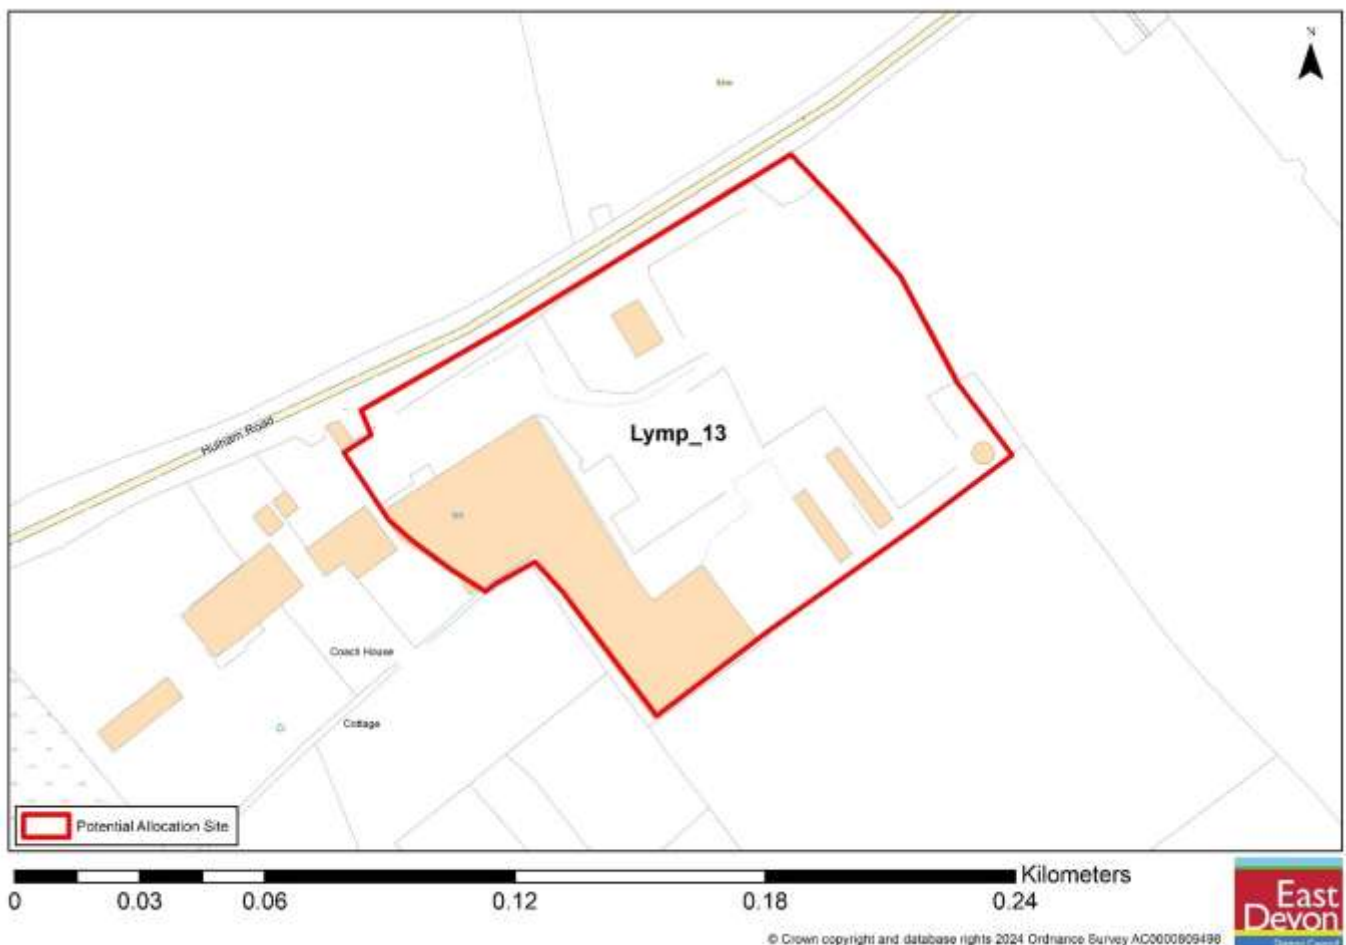 N
Lymp_13
Hulham Road
Coach House
Cottage
Potential Allocation Site
Kilometers
0 0.03 0.06 0.12 0.18 0.24
East
Devon
© Crown copyright and database rights 2024 Ordnance Survey AC0000809498